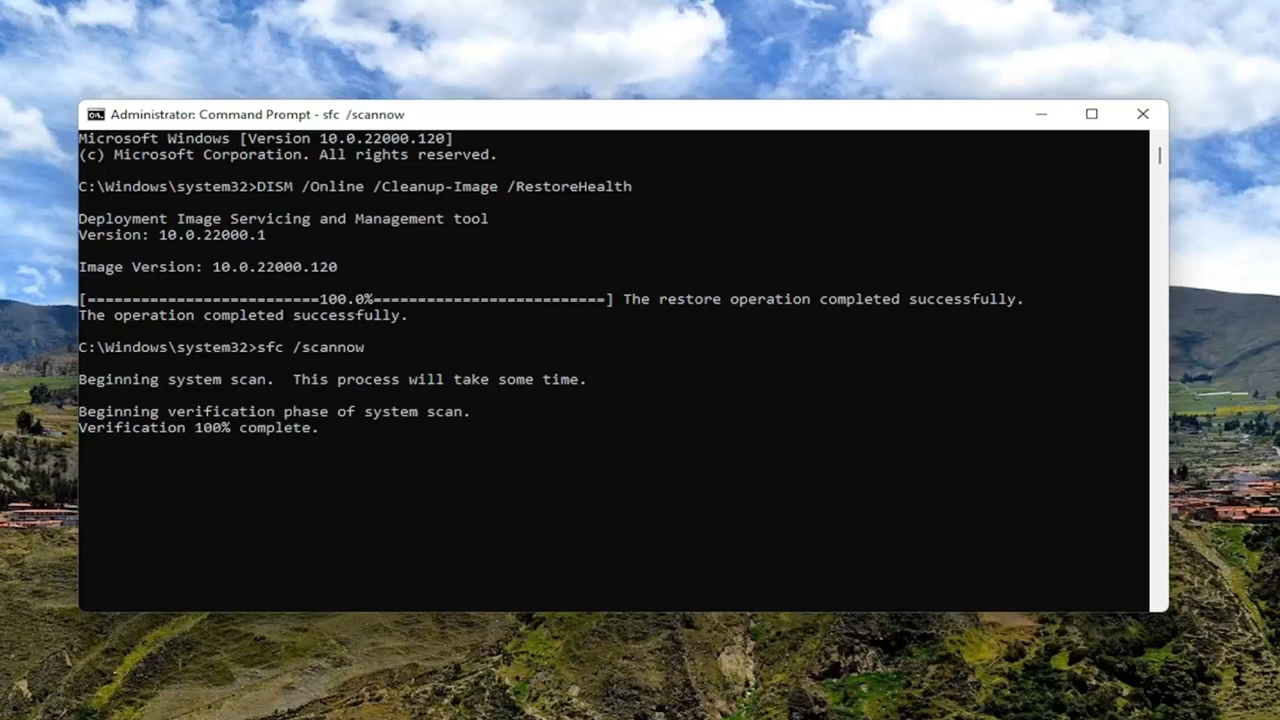 Administrator: Command Prompt - sfc  /scannow
Microsoft Windows [Version 10.0.22000.120]
(c) Microsoft Corporation. All rights reserved.
C:\Windows\system32>DISM /Online /Cleanup-Image /RestoreHealth
Deployment Image Servicing and Management tool
Version: 10.0.22000.1
Image Version: 10.0.22000.120
[==========================100.0%==========================] The restore operation completed successfully.
The operation completed successfully.
C:\Windows\system32>sfc /scannow
Beginning system scan.  This process will take some time.
Beginning verification phase of system scan.
Verification 100% complete.